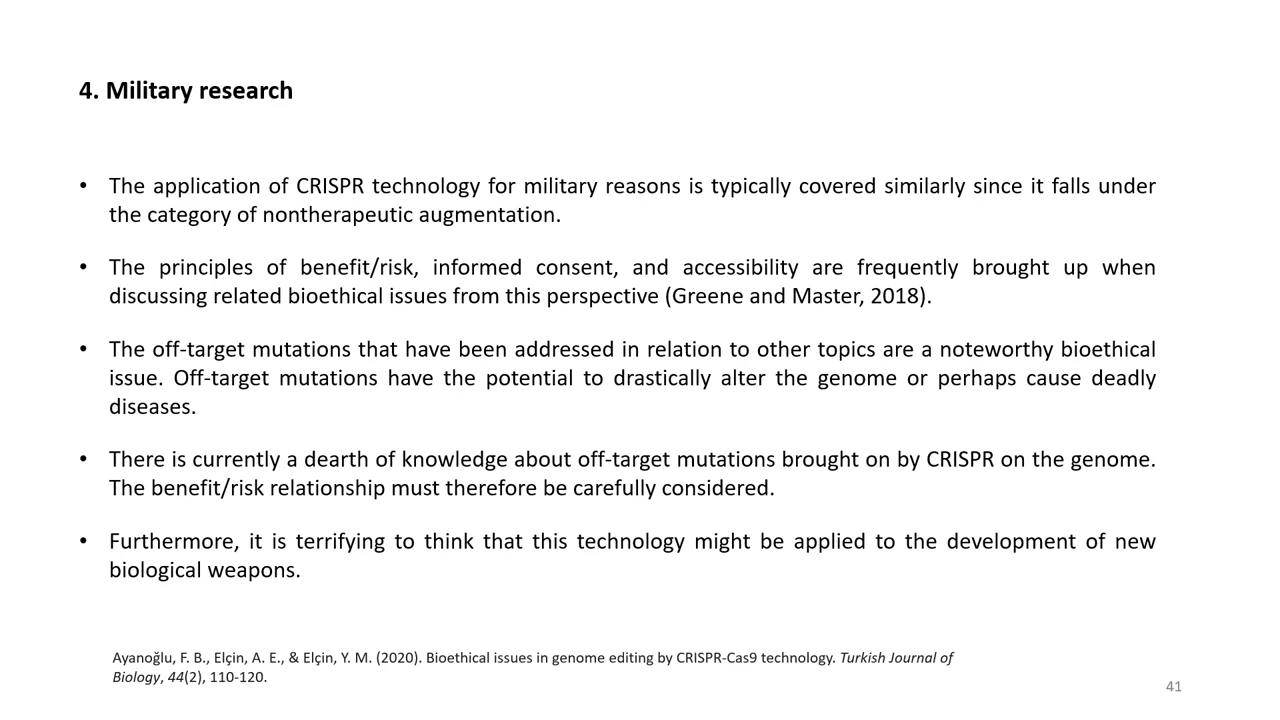 4. Military research
• The application of CRISPR technology for military reasons is typically covered similarly since it falls under
the category of nontherapeutic augmentation.
• The principles of benefit/risk, informed consent, and accessibility are frequently brought up when
discussing related bioethical issues from this perspective (Greene and Master, 2018).
• The off-target mutations that have been addressed in relation to other topics are a noteworthy bioethical
issue. Off-target mutations have the potential to drastically alter the genome or perhaps cause deadly
diseases.
• There is currently a dearth of knowledge about off-target mutations brought on by CRISPR on the genome.
The benefit/risk relationship must therefore be carefully considered.
• Furthermore, it is terrifying to think that this technology might be applied to the development of new
biological weapons.
Ayanoğlu, F. B., Elçin, A. E., & Elçin, Y. M. (2020). Bioethical issues in genome editing by CRISPR-Cas9 technology. Turkish Journal of
Biology, 44(2), 110-120.
41